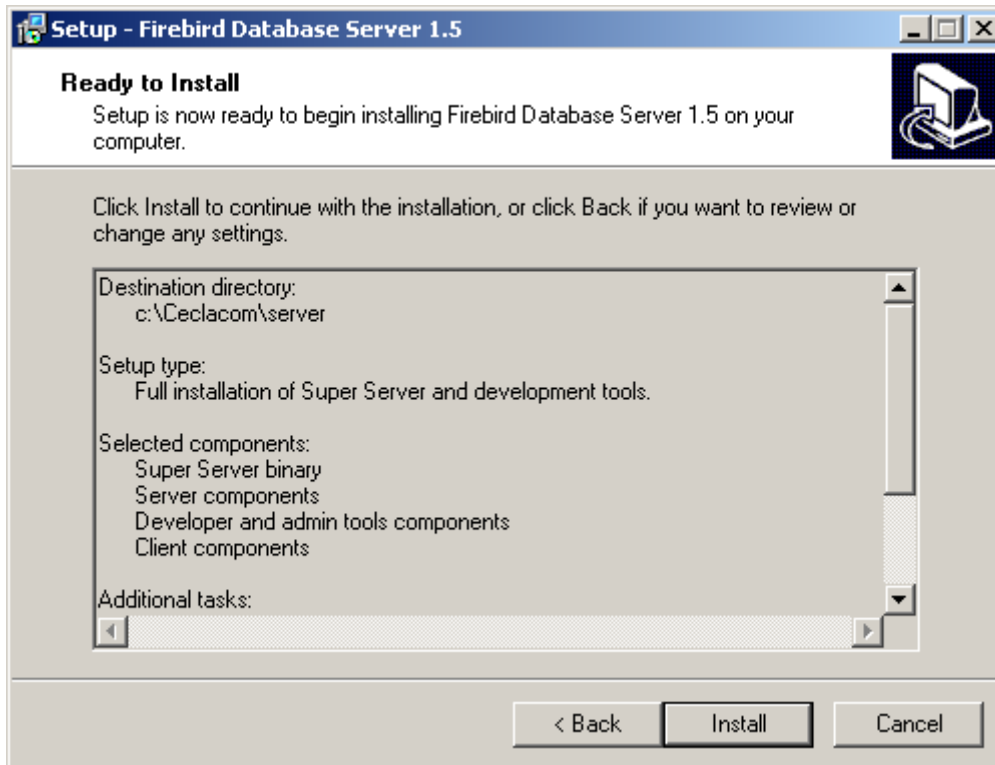 Setup - Firebird Database Server 1.5
Ready to Install
Setup is now ready to begin installing Firebird Database Server 1.5 on your
computer.
Click Install to continue with the installation, or click Back if you want to review or
change any settings.
Destination directory:
c:\Ceclacom\server
Setup type:
Full installation of Super Server and development tools.
Selected components:
Super Server binary
Server components
Developer and admin tools components
Client components
Additional tasks:
< Back
Install
Cancel